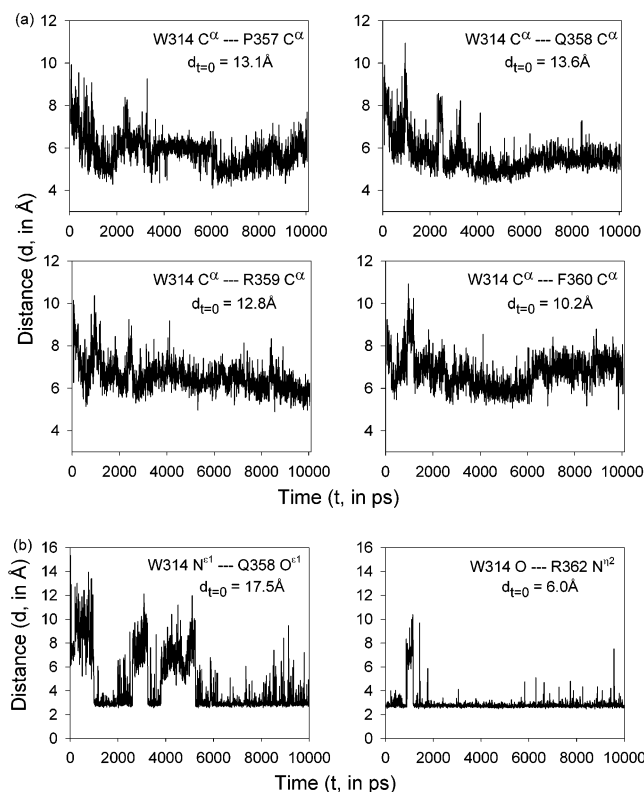 (a)
W314 Cα --- P357 Cα
dt=0 = 13.1Å
W314 Cα --- Q358 Cα
dt=0 = 13.6Å
12
10
8
6
4
0 2000 4000 6000 8000 10000
12
10
8
6
4
0 2000 4000 6000 8000 10000
W314 Cα --- R359 Cα
dt=0 = 12.8Å
W314 Cα --- F360 Cα
dt=0 = 10.2Å
12
10
8
6
4
0 2000 4000 6000 8000 10000
12
10
8
6
4
0 2000 4000 6000 8000 10000
Distance (d, in Å)
Time (t, in ps)
(b)
W314 Nε1 --- Q358 Oε1
dt=0 = 17.5Å
W314 O --- R362 Nη2
dt=0 = 6.0Å
16
14
12
10
8
6
4
2
0
0 2000 4000 6000 8000 10000
16
14
12
10
8
6
4
2
0
0 2000 4000 6000 8000 10000
Distance (d, in Å)
Time (t, in ps)